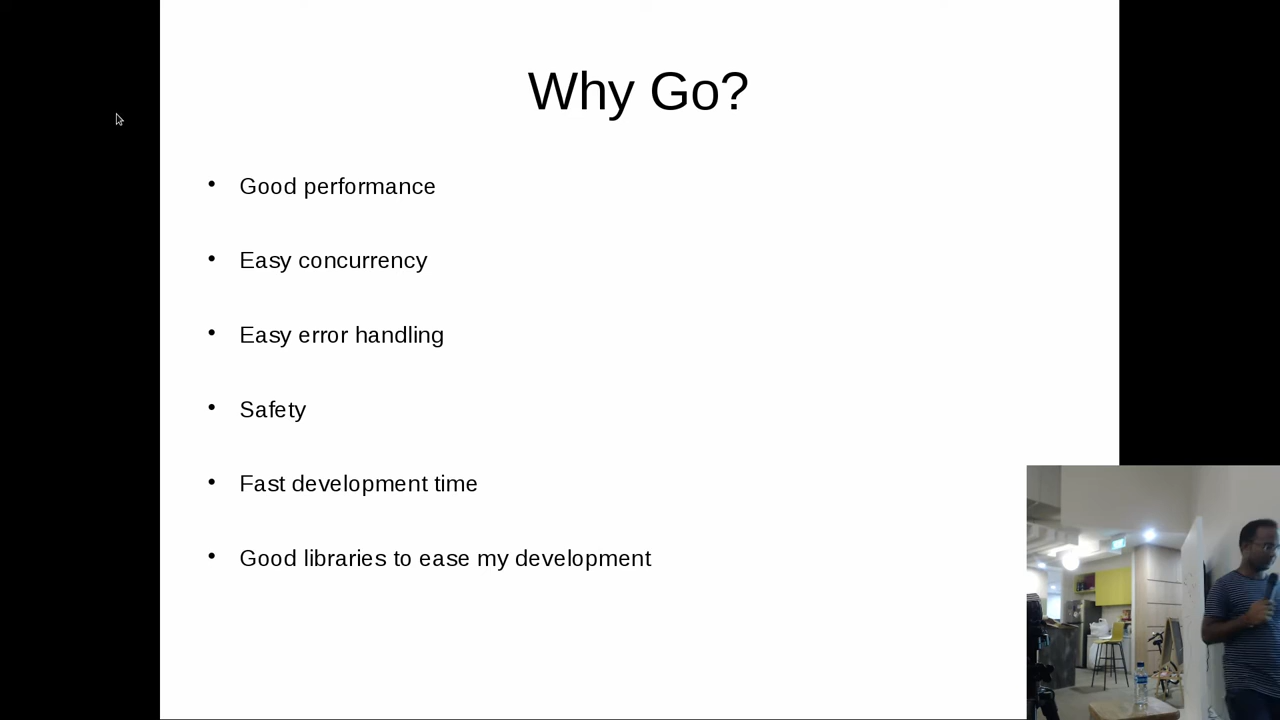 Why Go?
• Good performance
• Easy concurrency
• Easy error handling
• Safety
• Fast development time
• Good libraries to ease my development